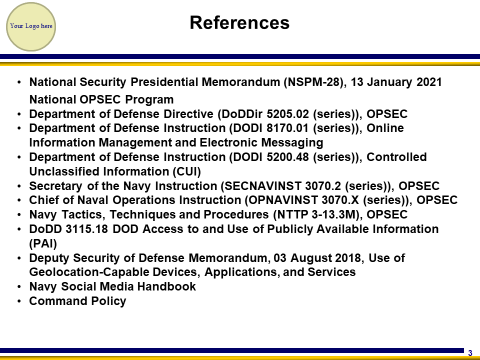 Your Logo here
References
• National Security Presidential Memorandum (NSPM-28), 13 January 2021
National OPSEC Program
• Department of Defense Directive (DoDDir 5205.02 (series)), OPSEC
• Department of Defense Instruction (DODI 8170.01 (series)), Online
Information Management and Electronic Messaging
• Department of Defense Instruction (DODI 5200.48 (series)), Controlled
Unclassified Information (CUI)
• Secretary of the Navy Instruction (SECNAVINST 3070.2 (series)), OPSEC
• Chief of Naval Operations Instruction (OPNAVINST 3070.X (series)), OPSEC
• Navy Tactics, Techniques and Procedures (NTTP 3-13.3M), OPSEC
• DoDD 3115.18 DOD Access to and Use of Publicly Available Information
(PAI)
• Deputy Security of Defense Memorandum, 03 August 2018, Use of
Geolocation-Capable Devices, Applications, and Services
• Navy Social Media Handbook
• Command Policy
3